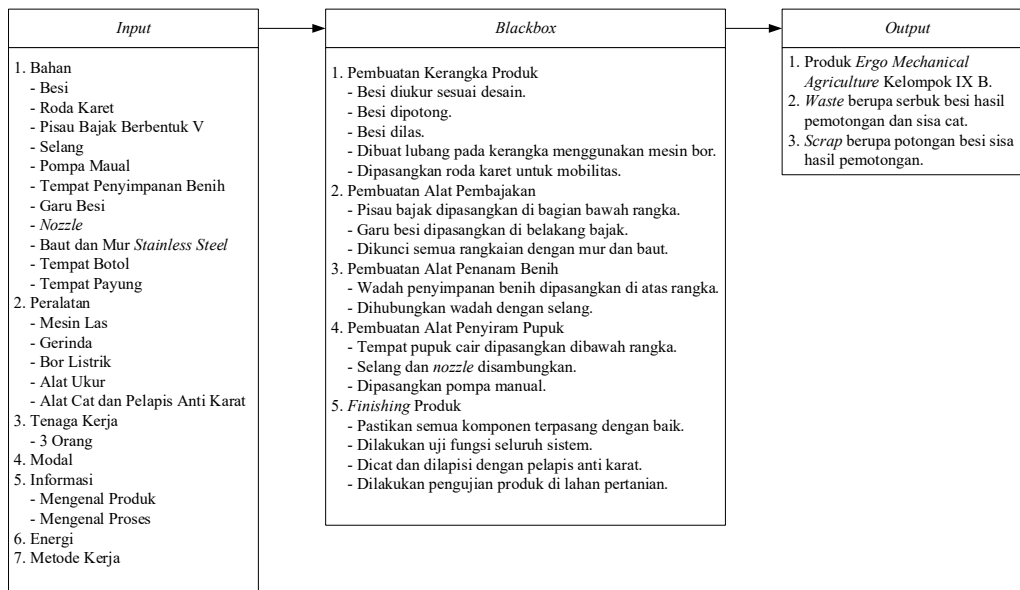 Input
1. Bahan
- Besi
- Roda Karet
- Pisau Bajak Berbentuk V
- Selang
- Pompa Maual
- Tempat Penyimpanan Benih
- Garu Besi
- Nozzle
- Baut dan Mur Stainless Steel
- Tempat Botol
- Tempat Payung
2. Peralatan
- Mesin Las
- Gerinda
- Bor Listrik
- Alat Ukur
- Alat Cat dan Pelapis Anti Karat
3. Tenaga Kerja
- 3 Orang
4. Modal
5. Informasi
- Mengenal Produk
- Mengenal Proses
6. Energi
7. Metode Kerja
Blackbox
1. Pembuatan Kerangka Produk
- Besi diukur sesuai desain.
- Besi dipotong.
- Besi dilas.
- Dibuat lubang pada kerangka menggunakan mesin bor.
- Dipasangkan roda karet untuk mobilitas.
2. Pembuatan Alat Pembajakan
- Pisau bajak dipasangkan di bagian bawah rangka.
- Garu besi dipasangkan di belakang bajak.
- Dikunci semua rangkaian dengan mur dan baut.
3. Pembuatan Alat Penanam Benih
- Wadah penyimpanan benih dipasangkan di atas rangka.
- Dihubungkan wadah dengan selang.
4. Pembuatan Alat Penyiram Pupuk
- Tempat pupuk cair dipasangkan dibawah rangka.
- Selang dan nozzle disambungkan.
- Dipasangkan pompa manual.
5. Finishing Produk
- Pastikan semua komponen terpasang dengan baik.
- Dilakukan uji fungsi seluruh sistem.
- Dicat dan dilapisi dengan pelapis anti karat.
- Dilakukan pengujian produk di lahan pertanian.
Output
1. Produk Ergo Mechanical
Agriculture Kelompok IX B.
2. Waste berupa serbuk besi hasil
pemotongan dan sisa cat.
3. Scrap berupa potongan besi sisa
hasil pemotongan.